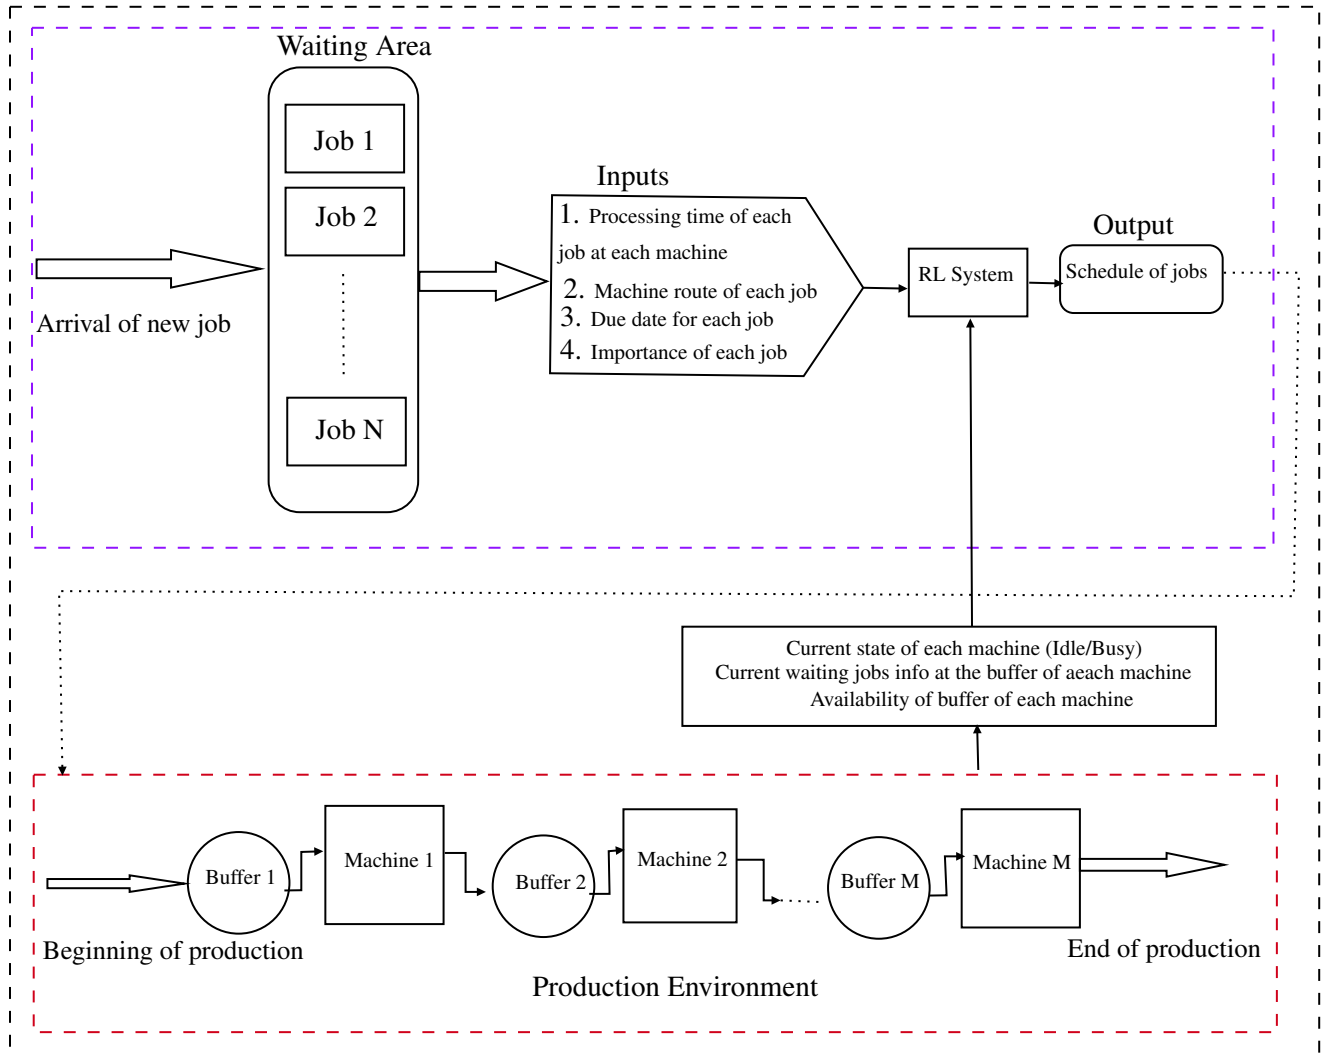 Waiting Area
Job 1
Job 2
Job N
Arrival of new job
Inputs
1. Processing time of each
job at each machine
2. Machine route of each job
3. Due date for each job
4. Importance of each job
RL System
Output
Schedule of jobs
Current state of each machine (Idle/Busy)
Current waiting jobs info at the buffer of aeach machine
Availability of buffer of each machine
Buffer 1
Machine 1
Buffer 2
Machine 2
Buffer M
Machine M
Beginning of production
End of production
Production Environment